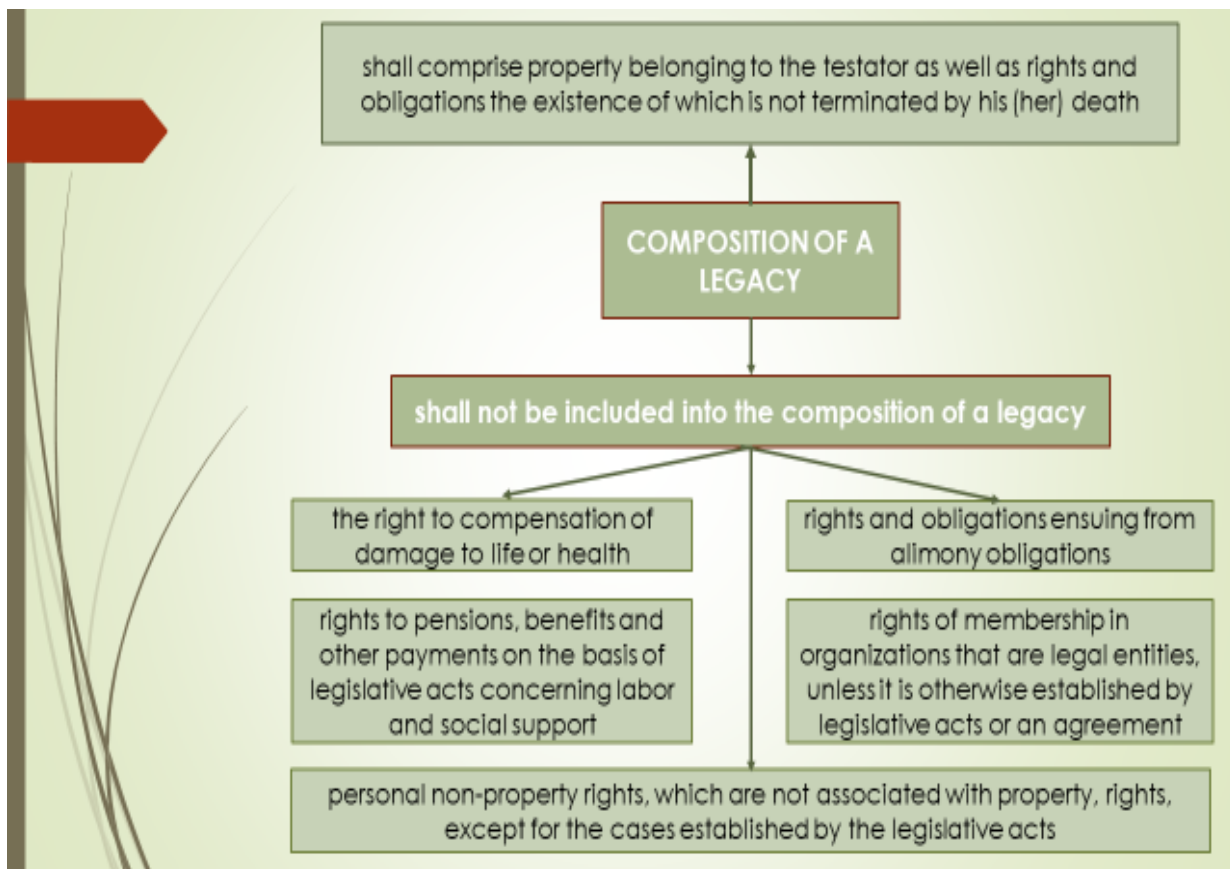 shall comprise property belonging to the testator as well as rights and
obligations the existence of which is not terminated by his (her) death
COMPOSITION OF A
LEGACY
shall not be included into the composition of a legacy
the right to compensation of
damage to life or health
rights and obligations ensuing from
alimony obligations
rights to pensions, benefits and
other payments on the basis of
legislative acts concerning labor
and social support
rights of membership in
organizations that are legal entities,
unless it is otherwise established by
legislative acts or an agreement
personal non-property rights, which are not associated with property, rights,
except for the cases established by the legislative acts